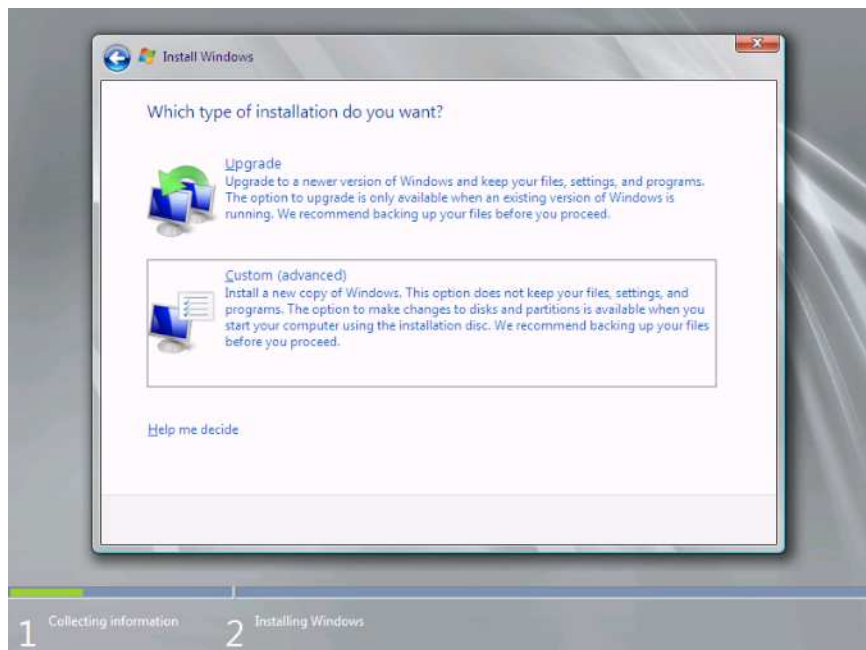 Install Windows
Which type of installation do you want?
Upgrade
Upgrade to a newer version of Windows and keep your files, settings, and programs.
The option to upgrade is only available when an existing version of Windows is
running. We recommend backing up your files before you proceed.
Custom (advanced)
Install a new copy of Windows. This option does not keep your files, settings, and
programs. The option to make changes to disks and partitions is available when you
start your computer using the installation disc. We recommend backing up your files
before you proceed.
Help me decide
1 Collecting information 2 Installing Windows